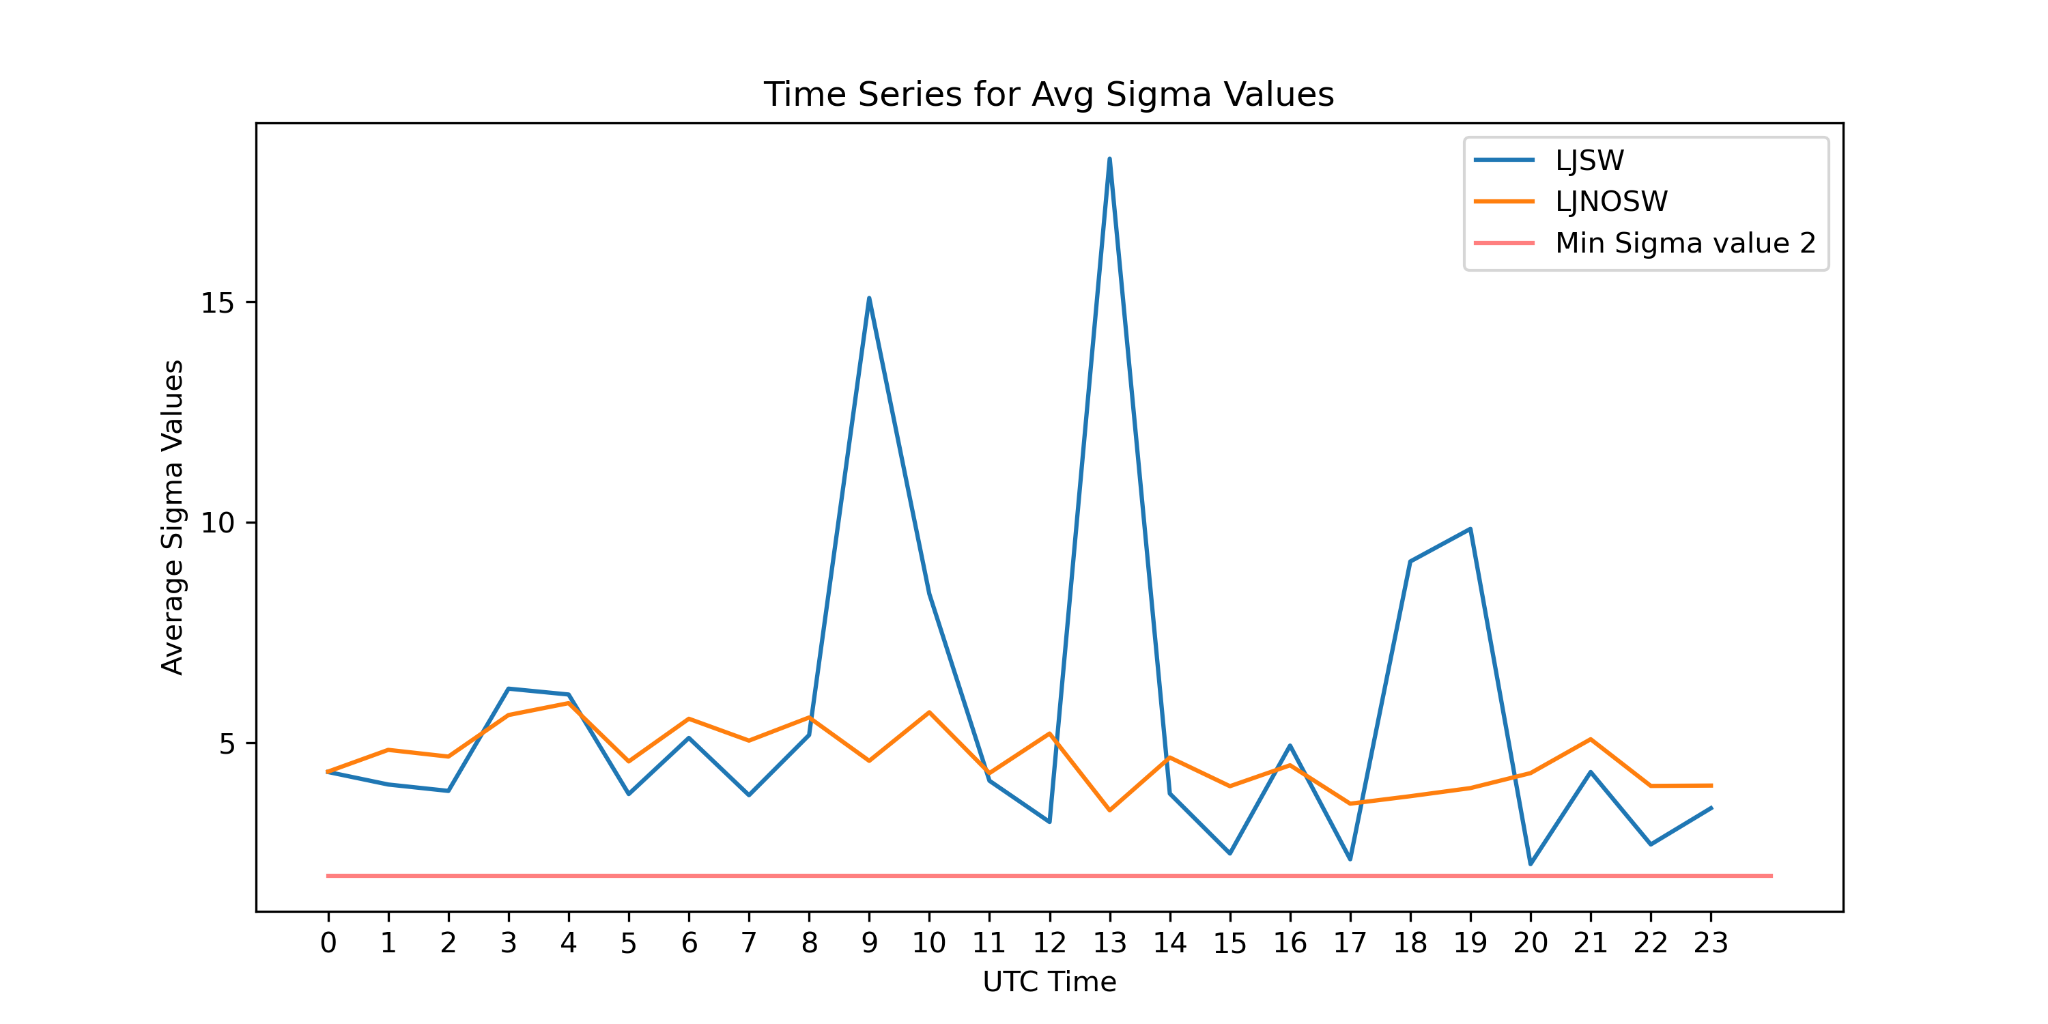 Time Series for Avg Sigma Values
LJSW
LJNOSW
Min Sigma value 2
15
10
5
Average Sigma Values
0 1 2 3 4 5 6 7 8 9 10 11 12 13 14 15 16 17 18 19 20 21 22 23
UTC Time